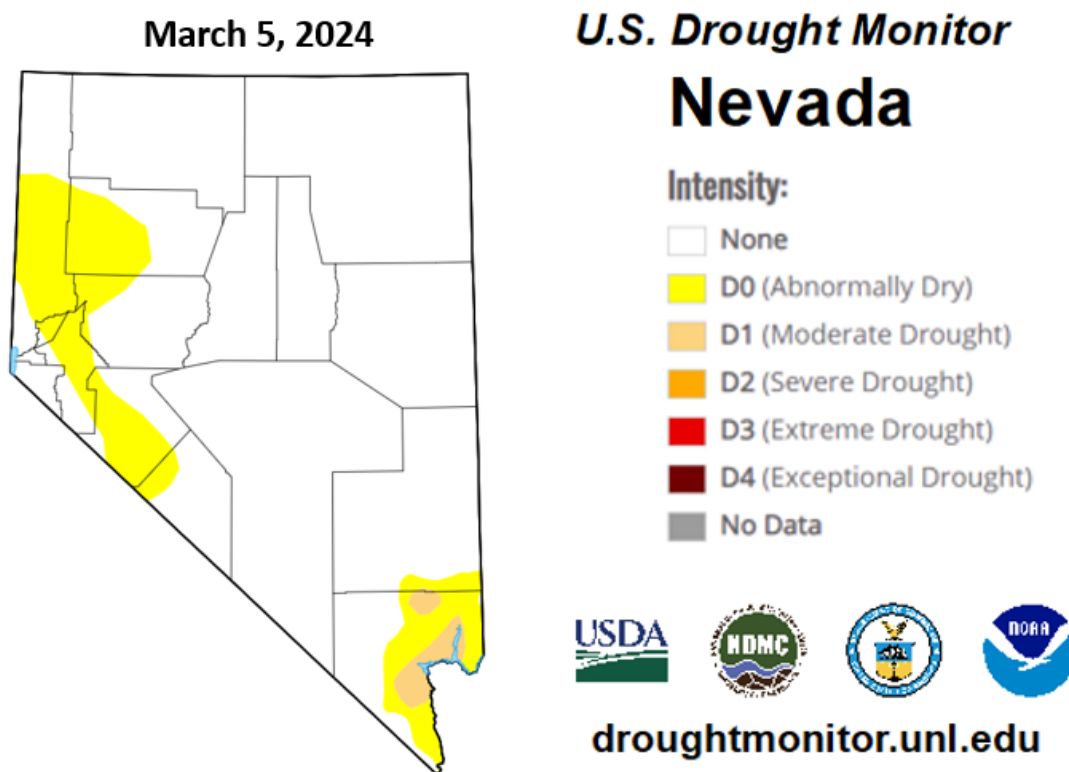 March 5, 2024
U.S. Drought Monitor
Nevada
Intensity:
None
D0 (Abnormally Dry)
D1 (Moderate Drought)
D2 (Severe Drought)
D3 (Extreme Drought)
D4 (Exceptional Drought)
No Data
USDA
NDMC
NOAA
droughtmonitor.unl.edu